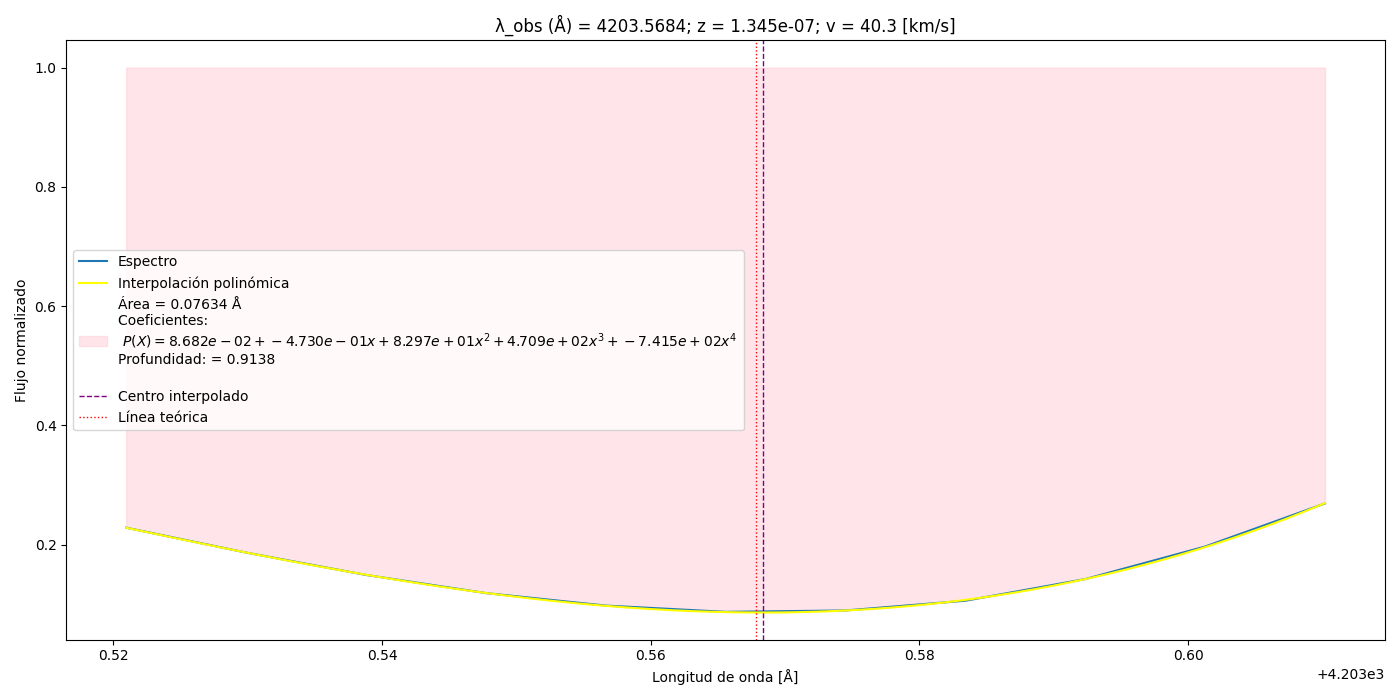 λ_obs (Å) = 4203.5684; z = 1.345e-07; v = 40.3 [km/s]
Flujo normalizado
1.0
0.8
0.6
0.4
0.2
Espectro
Interpolación polinómica
Área = 0.07634 Å
Coeficientes:
P(X) = 8.682e − 02 + −4.730e − 01x + 8.297e + 01x² + 4.709e + 02x³ + −7.415e + 02x⁴
Profundidad: = 0.9138
Centro interpolado
Línea teórica
0.52 0.54 0.56 0.58 0.60
+4.203e3
Longitud de onda [Å]